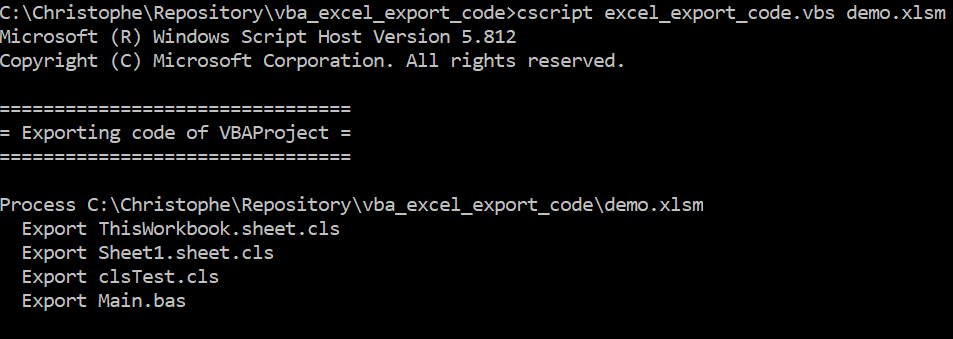 C:\Christophe\Repository\vba_excel_export_code>cscript excel_export_code.vbs demo.xlsm
Microsoft (R) Windows Script Host Version 5.812
Copyright (C) Microsoft Corporation. All rights reserved.
================================
= Exporting code of VBAProject =
================================
Process C:\Christophe\Repository\vba_excel_export_code\demo.xlsm
  Export ThisWorkbook.sheet.cls
  Export Sheet1.sheet.cls
  Export clsTest.cls
  Export Main.bas